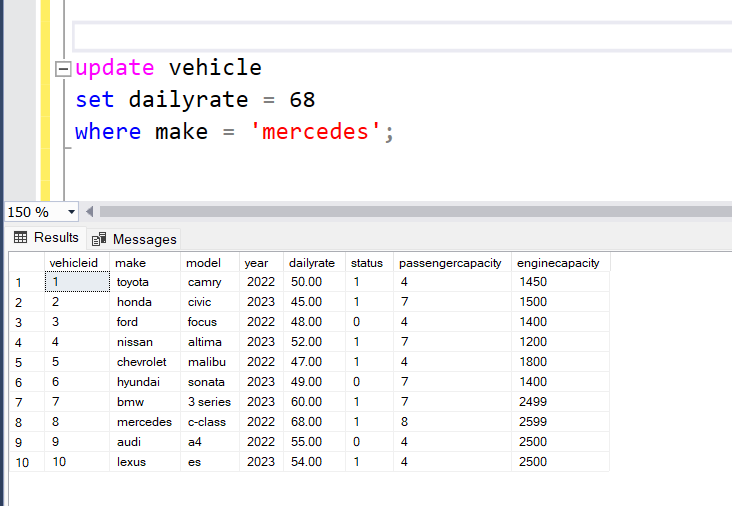 update vehicle
set dailyrate = 68
where make = 'mercedes';
150 %
Results Messages
vehicleid make model year dailyrate status passengercapacity enginecapacity
1 1 toyota camry 2022 50.00 1 4 1450
2 2 honda civic 2023 45.00 1 7 1500
3 3 ford focus 2022 48.00 0 4 1400
4 4 nissan altima 2023 52.00 1 7 1200
5 5 chevrolet malibu 2022 47.00 1 4 1800
6 6 hyundai sonata 2023 49.00 0 7 1400
7 7 bmw 3 series 2023 60.00 1 7 2499
8 8 mercedes c-class 2022 68.00 1 8 2599
9 9 audi a4 2022 55.00 0 4 2500
10 10 lexus es 2023 54.00 1 4 2500